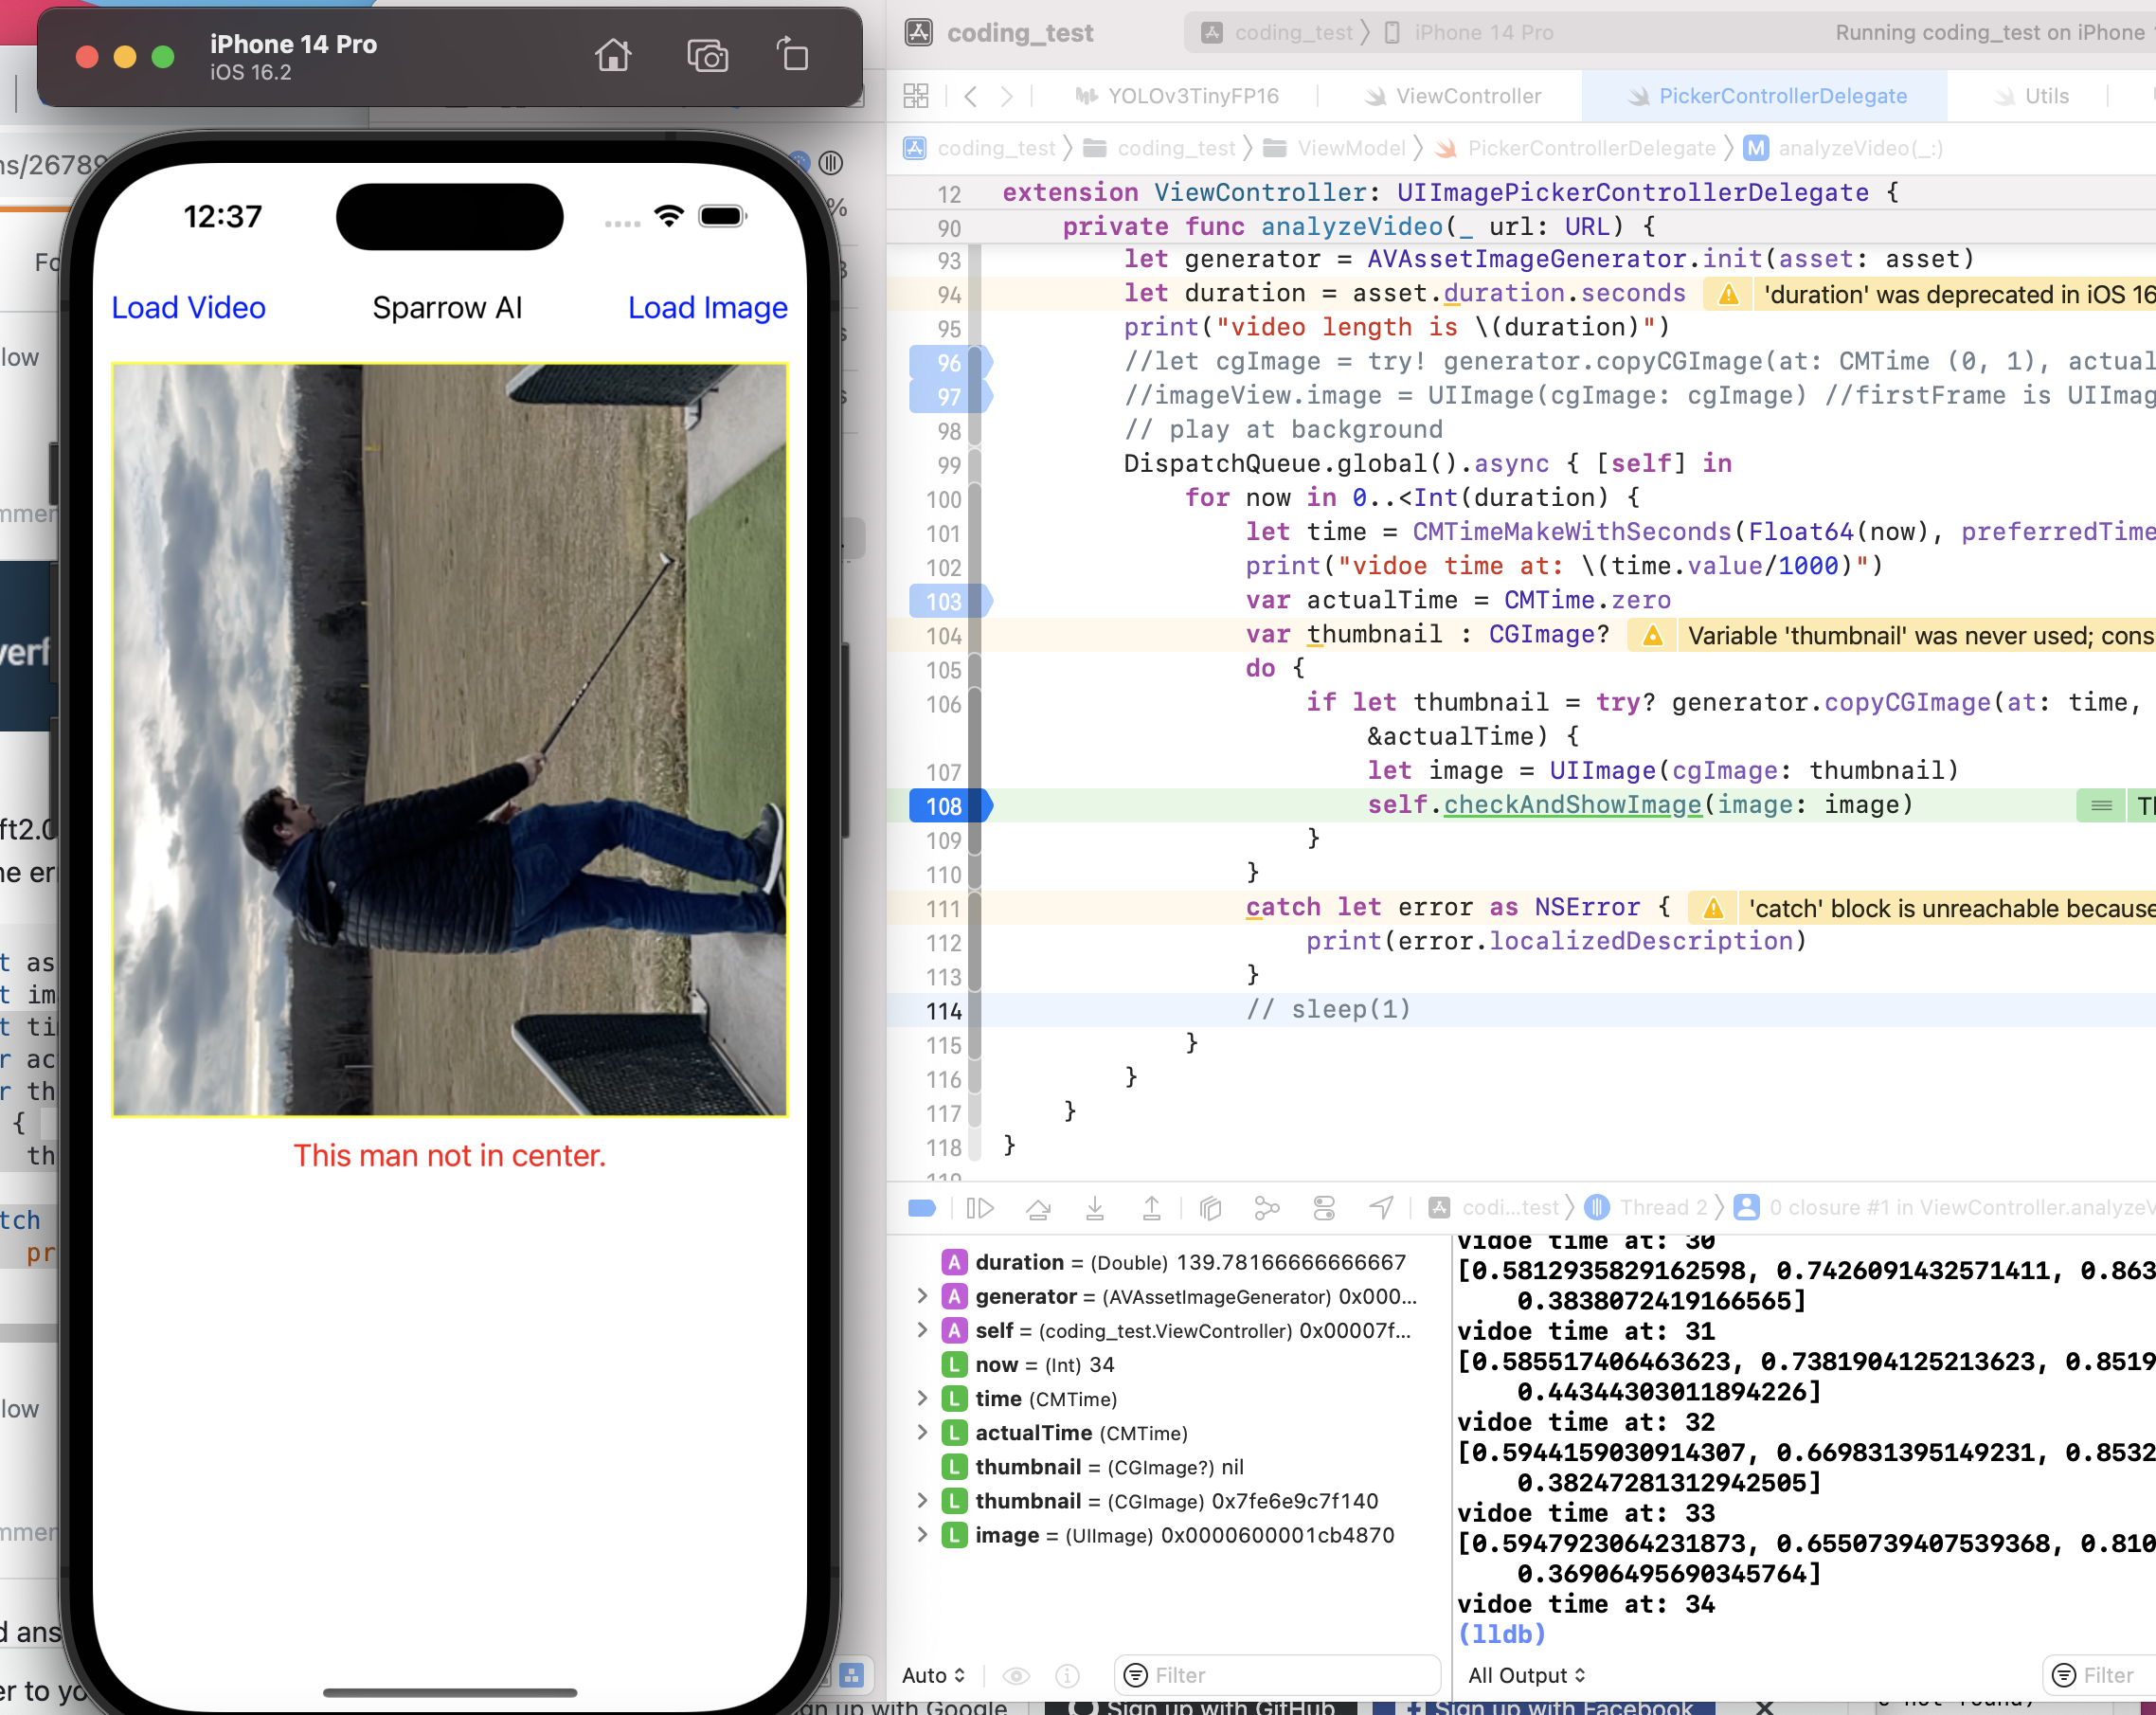 iPhone 14 Pro
iOS 16.2
12:37
Load Video
Sparrow AI
Load Image
This man not in center.
coding_test
coding_test
iPhone 14 Pro
Running coding_test on iPhone
YOLOv3TinyFP16
ViewController
PickerControllerDelegate
Utils
coding_test
coding_test
ViewModel
PickerControllerDelegate
M
analyzeVideo(_:)
12 extension ViewController: UIImagePickerControllerDelegate {
90 private func analyzeVideo(_ url: URL) {
93 let generator = AVAssetImageGenerator.init(asset: asset)
94 let duration = asset.duration.seconds 'duration' was deprecated in iOS 16
95 print("video length is \(duration)")
96 //let cgImage = try! generator.copyCGImage(at: CMTime (0, 1), actual
97 //imageView.image = UIImage(cgImage: cgImage) //firstFrame is UIImag
98 // play at background
99 DispatchQueue.global().async { [self] in
100 for now in 0..<Int(duration) {
101 let time = CMTimeMakeWithSeconds(Float64(now), preferredTime
102 print("vidoe time at: \(time.value/1000)")
103 var actualTime = CMTime.zero
104 var thumbnail : CGImage? Variable 'thumbnail' was never used; cons
105 do {
106 if let thumbnail = try? generator.copyCGImage(at: time,
&actualTime) {
107 let image = UIImage(cgImage: thumbnail)
108 self.checkAndShowImage(image: image)
109 }
110 }
111 catch let error as NSError { 'catch' block is unreachable because
112 print(error.localizedDescription)
113 }
114 // sleep(1)
115 }
116 }
117 }
118 }
codi...test
Thread 2
0 closure #1 in ViewController.analyzeV
A duration = (Double) 139.78166666666667
A generator = (AVAssetImageGenerator) 0x000...
A self = (coding_test.ViewController) 0x00007f...
L now = (Int) 34
L time (CMTime)
L actualTime (CMTime)
L thumbnail = (CGImage?) nil
L thumbnail = (CGImage) 0x7fe6e9c7f140
L image = (UIImage) 0x0000600001cb4870
Auto
Filter
vidoe time at: 30
[0.5812935829162598, 0.7426091432571411, 0.863
0.3838072419166565]
vidoe time at: 31
[0.585517406463623, 0.7381904125213623, 0.8519
0.44344303011894226]
vidoe time at: 32
[0.5944159030914307, 0.669831395149231, 0.8532
0.38247281312942505]
vidoe time at: 33
[0.5947923064231873, 0.6550739407539368, 0.810
0.36906495690345764]
vidoe time at: 34
(lldb)
All Output
Filter
up with Google
Sign up with GitHub
Sign up with Facebook